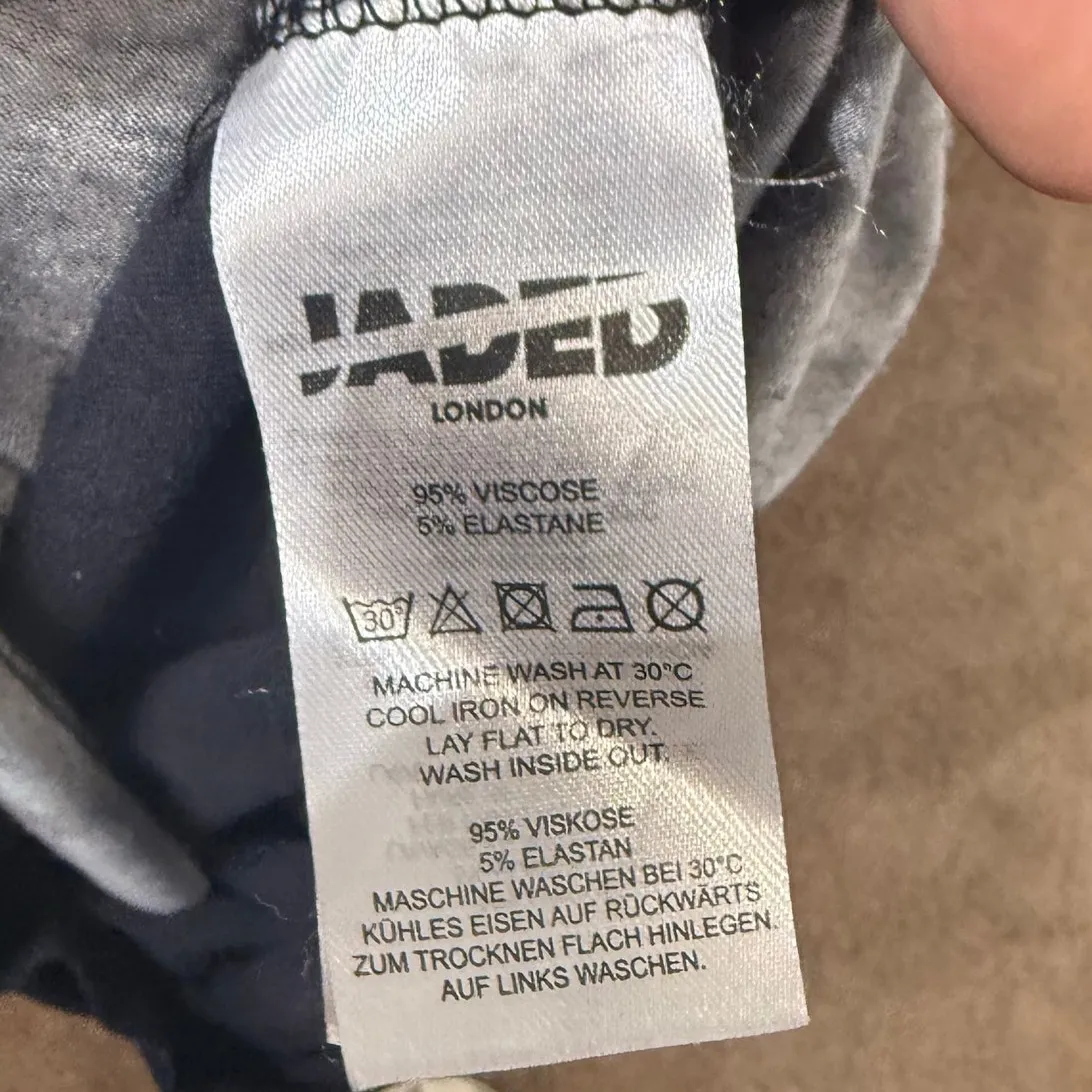 JADED
LONDON
95% VISCOSE
5% ELASTANE
30°
MACHINE WASH AT 30°C
COOL IRON ON REVERSE
LAY FLAT TO DRY.
WASH INSIDE OUT.
95% VISKOSE
5% ELASTAN
MASCHINE WASCHEN BEI 30°C
KÜHLES EISEN AUF RÜCKWÄRTS
ZUM TROCKNEN FLACH HINLEGEN.
AUF LINKS WASCHEN.